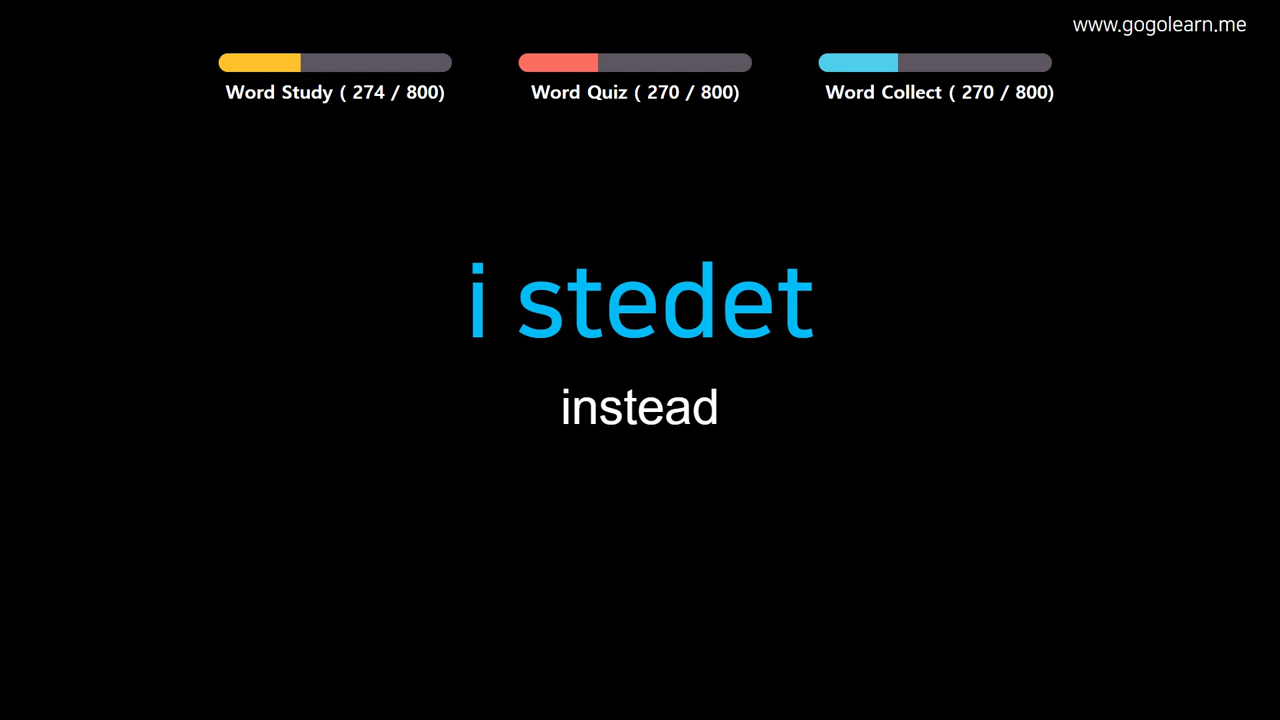 www.gogolearn.me
Word Study ( 274 / 800)
Word Quiz ( 270 / 800)
Word Collect ( 270 / 800)
i stedet
instead